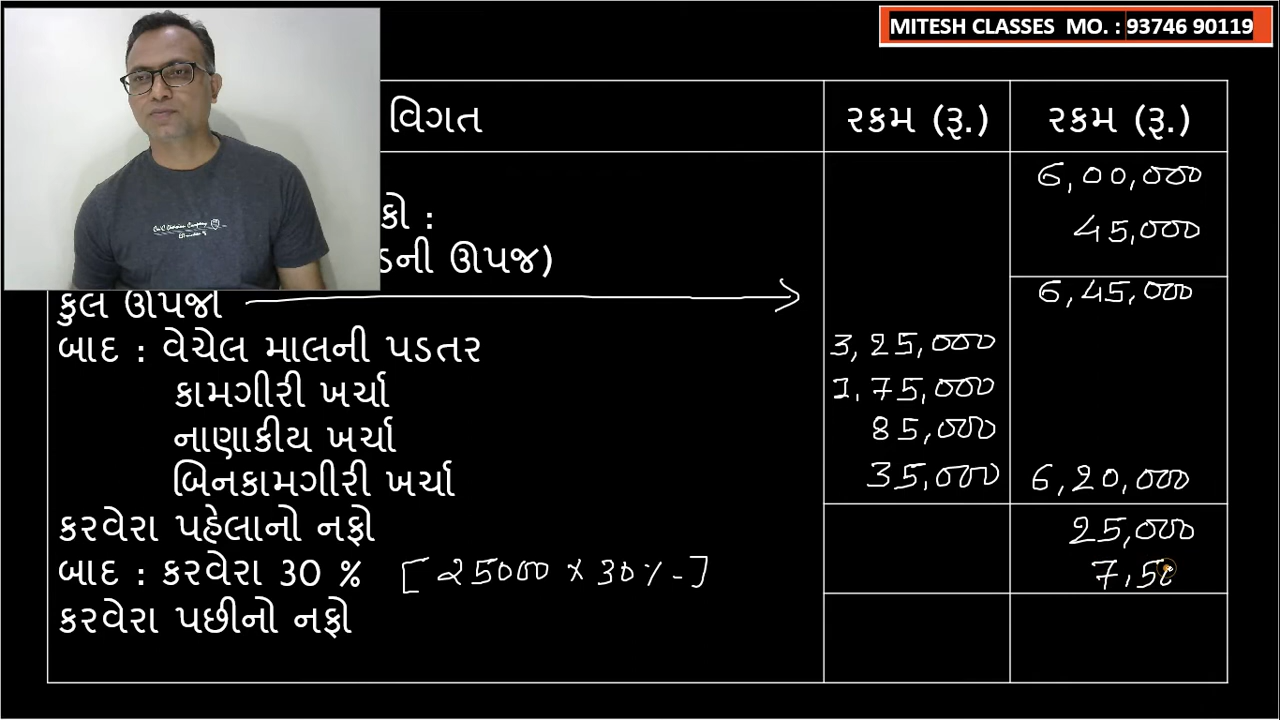 MITESH CLASSES MO. : 93746 90119
વિગત રકમ (રૂ.) રકમ (રૂ.)
6,00,000
કો :
45,000
ડની ઊપજ)
કુલ ઊપજો 6,45,000
બાદ : વેચેલ માલની પડતર 3,25,000
કામગીરી ખર્ચા 1,75,000
નાણાકીય ખર્ચા 85,000
બિનકામગીરી ખર્ચા 35,000 6,20,000
કરવેરા પહેલાનો નફો 25,000
બાદ : કરવેરા 30 % [ 25000 × 30 % ] 7,50
કરવેરા પછીનો નફો